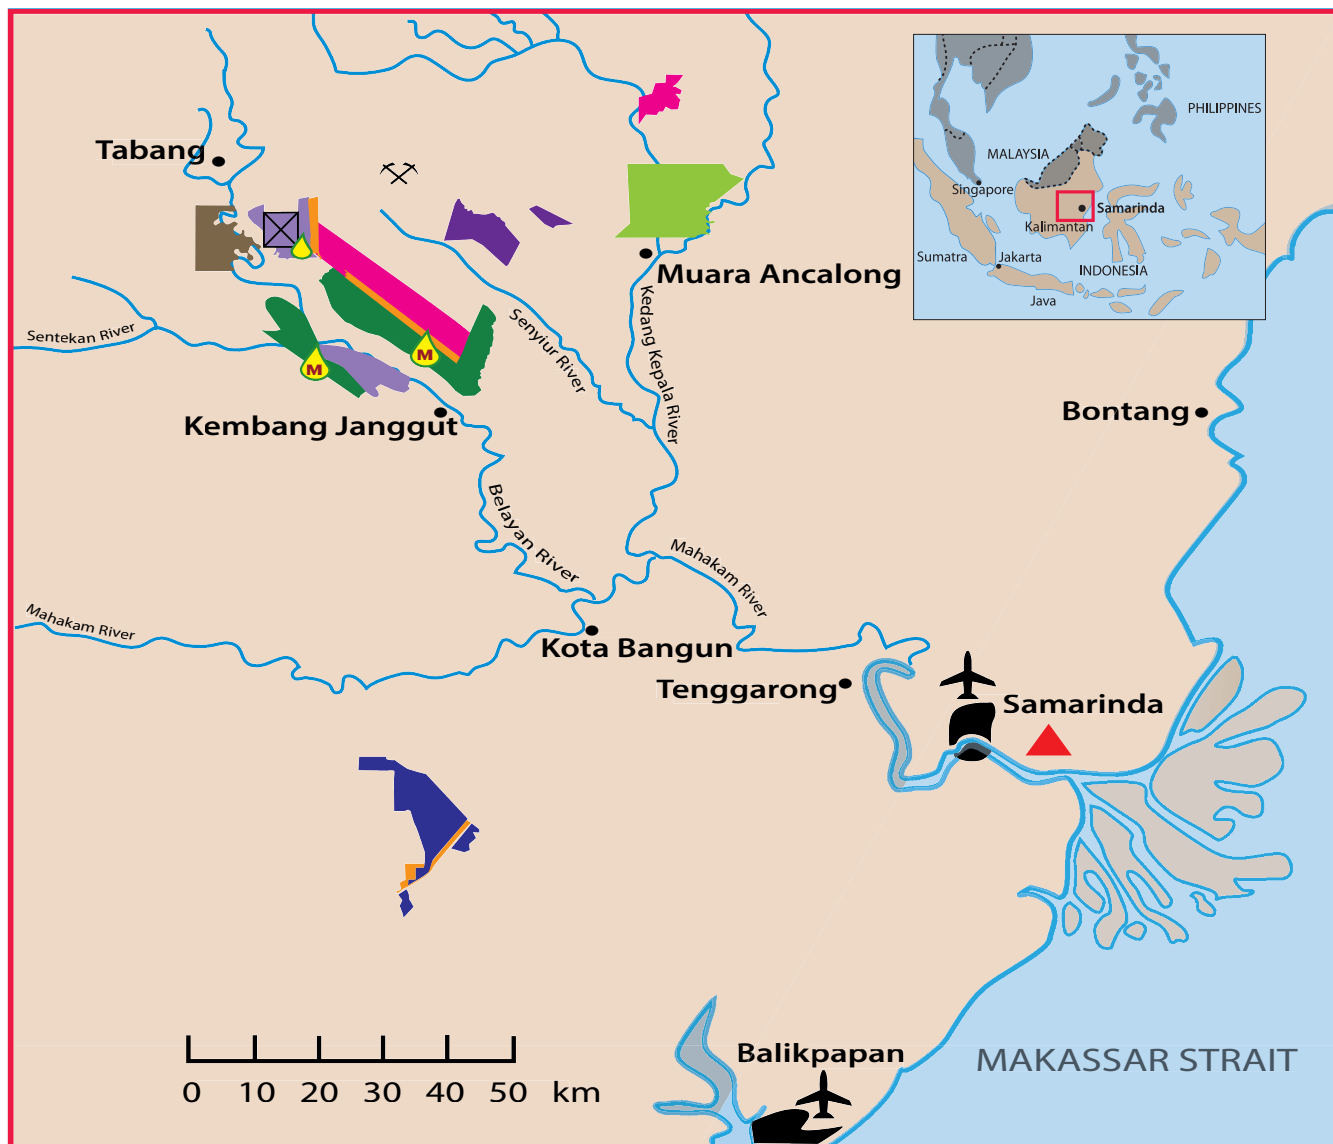 PHILIPPINES
MALAYSIA
Singapore
Samarinda
Kalimantan
Sumatra
Jakarta
INDONESIA
Java
Tabang
Muara Ancalong
Sentekan River
Senyiur River
Kedang Kepala River
Kembang Janggut
M
M
Bontang
Belayan River
Mahakam River
Mahakam River
Kota Bangun
Tenggarong
Samarinda
Balikpapan
MAKASSAR STRAIT
0 10 20 30 40 50 km